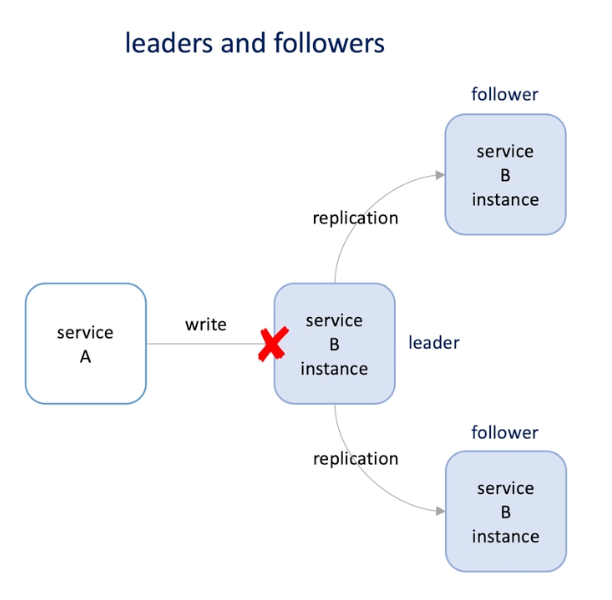 leaders and followers
follower
service
B
instance
replication
service
A
write
service
B
instance
leader
replication
follower
service
B
instance